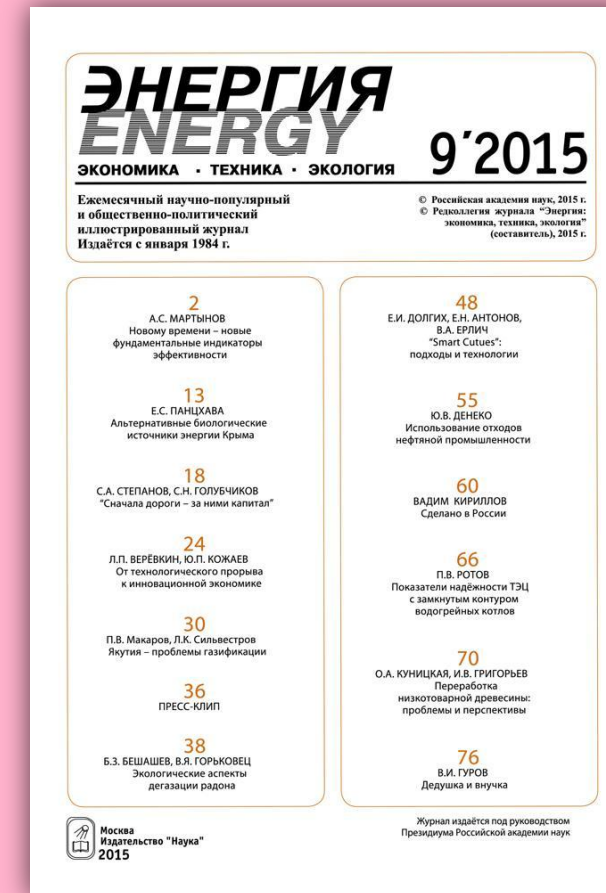 ЭНЕРГИЯ
ENERGY
ЭКОНОМИКА · ТЕХНИКА · ЭКОЛОГИЯ
9'2015
Ежемесячный научно-популярный
и общественно-политический
иллюстрированный журнал
Издаётся с января 1984 г.
© Российская академия наук, 2015 г.
© Редколлегия журнала "Энергия:
экономика, техника, экология"
(составитель), 2015 г.
2
А.С. МАРТЫНОВ
Новому времени – новые
фундаментальные индикаторы
эффективности
13
Е.С. ПАНЦХАВА
Альтернативные биологические
источники энергии Крыма
18
С.А. СТЕПАНОВ, С.Н. ГОЛУБЧИКОВ
"Сначала дороги – за ними капитал"
24
Л.П. ВЕРЁВКИН, Ю.П. КОЖАЕВ
От технологического прорыва
к инновационной экономике
30
П.В. Макаров, Л.К. Сильвестров
Якутия – проблемы газификации
36
ПРЕСС-КЛИП
38
Б.З. БЕШАШЕВ, В.Я. ГОРЬКОВЕЦ
Экологические аспекты
дегазации радона
48
Е.И. ДОЛГИХ, Е.Н. АНТОНОВ,
В.А. ЕРЛИЧ
"Smart Cutues":
подходы и технологии
55
Ю.В. ДЕНЕКО
Использование отходов
нефтяной промышленности
60
ВАДИМ КИРИЛЛОВ
Сделано в России
66
П.В. РОТОВ
Показатели надёжности ТЭЦ
с замкнутым контуром
водогрейных котлов
70
О.А. КУНИЦКАЯ, И.В. ГРИГОРЬЕВ
Переработка
низкотоварной древесины:
проблемы и перспективы
76
В.И. ГУРОВ
Дедушка и внучка
Москва
Издательство "Наука"
2015
Журнал издаётся под руководством
Президиума Российской академии наук